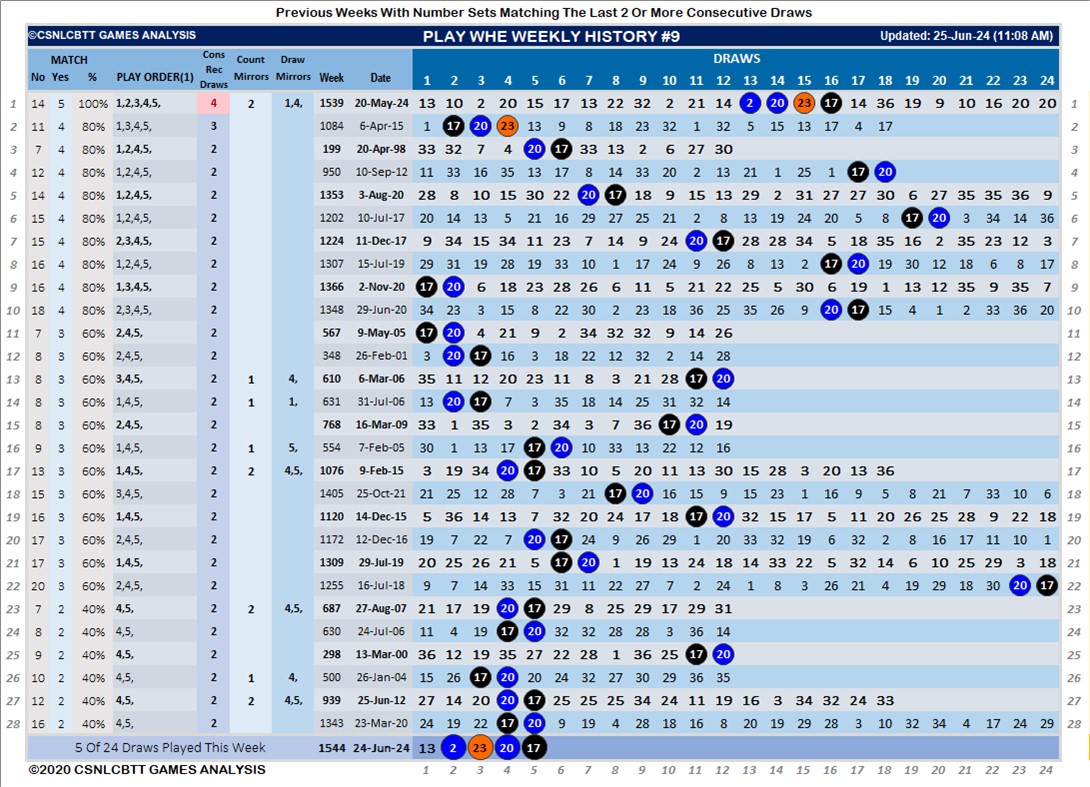 Previous Weeks With Number Sets Matching The Last 2 Or More Consecutive Draws
©CSNLCBTT GAMES ANALYSIS PLAY WHE WEEKLY HISTORY #9 Updated: 25-Jun-24 (11:08 AM)
MATCH Cons Rec Draws Count Mirrors Draw Mirrors DRAWS
No Yes % PLAY ORDER(1) Week Date 1 2 3 4 5 6 7 8 9 10 11 12 13 14 15 16 17 18 19 20 21 22 23 24
1 14 5 100% 1,2,3,4,5, 4 2 1,4, 1539 20-May-24 13 10 2 20 15 17 13 22 32 2 21 14 2 20 23 17 14 36 19 9 10 16 20 20 1
2 11 4 80% 1,3,4,5, 3 1084 6-Apr-15 1 17 20 23 13 9 8 18 23 32 1 32 5 15 13 16 4 18 17 2
3 7 4 80% 1,2,4,5, 2 199 20-Apr-98 33 32 7 4 20 17 33 13 2 6 27 30 3
4 12 4 80% 1,2,4,5, 2 950 10-Sep-12 11 33 16 35 13 17 8 14 33 20 2 13 21 1 25 1 17 20 4
5 14 4 80% 1,2,4,5, 2 1353 3-Aug-20 28 8 10 15 30 22 20 17 18 9 15 13 29 2 31 27 27 30 20 6 27 35 35 36 9 5
6 15 4 80% 1,2,4,5, 2 1202 10-Jul-17 20 14 13 5 21 16 29 27 25 21 2 8 13 19 24 20 5 8 17 20 3 34 14 36 6
7 15 4 80% 2,3,4,5, 2 1224 11-Dec-17 9 34 15 34 11 23 7 14 9 24 20 17 28 28 34 5 18 35 16 2 35 23 12 3 7
8 16 4 80% 1,2,4,5, 2 1307 15-Jul-19 29 31 19 28 19 33 10 1 17 24 9 26 8 13 2 17 20 19 30 12 18 6 8 17 8
9 16 4 80% 1,3,4,5, 2 1366 2-Nov-20 17 20 6 18 23 28 26 6 11 5 21 22 25 5 30 6 19 1 13 12 35 9 35 7 9
10 18 4 80% 2,3,4,5, 2 1348 29-Jun-20 34 23 3 15 8 22 30 2 23 18 36 25 35 26 9 20 17 15 4 1 2 33 36 20 10
11 7 3 60% 2,4,5, 2 567 9-May-05 17 20 4 21 9 2 34 32 32 9 14 26 11
12 8 3 60% 2,4,5, 2 348 26-Feb-01 3 20 17 16 3 18 22 12 32 2 14 28 12
13 8 3 60% 3,4,5, 2 1 4, 610 6-Mar-06 35 11 12 20 23 11 8 3 21 28 17 20 13
14 8 3 60% 1,4,5, 2 1 1, 631 31-Jul-06 13 20 17 7 3 35 18 14 25 31 32 14 14
15 8 3 60% 2,4,5, 2 768 16-Mar-09 33 1 35 3 2 34 3 7 36 17 20 19 15
16 9 3 60% 1,4,5, 2 1 5, 554 7-Feb-05 30 1 13 17 17 20 10 33 13 22 12 16 16
17 13 3 60% 1,4,5, 2 2 4,5, 1076 9-Feb-15 3 19 34 20 17 33 10 5 20 11 13 30 15 28 3 20 13 36 17
18 15 3 60% 3,4,5, 2 1405 25-Oct-21 21 25 12 28 7 3 21 17 20 16 15 9 15 23 1 16 9 5 8 21 7 33 10 6 18
19 16 3 60% 1,4,5, 2 1120 14-Dec-15 5 36 14 13 7 32 20 24 17 18 17 20 32 15 17 5 11 20 26 25 28 9 22 18 19
20 17 3 60% 2,4,5, 2 1172 12-Dec-16 19 7 22 7 20 17 24 9 26 29 1 20 33 32 19 6 32 2 8 16 17 11 10 1 20
21 17 3 60% 1,4,5, 2 1309 29-Jul-19 20 25 26 21 5 17 20 1 19 13 24 18 14 33 22 5 32 14 6 10 25 29 3 18 21
22 20 3 60% 2,4,5, 2 1255 16-Jul-18 9 7 14 33 15 31 11 22 27 7 2 24 1 8 3 26 21 4 19 29 18 30 20 17 22
23 7 2 40% 4,5, 2 2 4,5, 687 27-Aug-07 21 17 19 20 17 29 8 25 29 17 29 31 23
24 8 2 40% 4,5, 2 630 24-Jul-06 11 4 19 17 20 32 32 28 28 3 36 14 24
25 9 2 40% 4,5, 2 298 13-Mar-00 36 12 19 35 27 22 28 1 36 25 17 20 25
26 10 2 40% 4,5, 2 1 4, 500 26-Jan-04 15 26 17 20 20 24 32 27 30 29 36 35 26
27 12 2 40% 4,5, 2 2 4,5, 939 25-Jun-12 27 14 20 20 17 25 25 25 34 24 11 19 16 3 34 32 24 33 27
28 16 2 40% 4,5, 2 1343 23-Mar-20 24 19 22 17 20 9 19 4 28 18 16 8 20 19 29 28 3 10 32 34 4 17 24 29 28
5 Of 24 Draws Played This Week 1544 24-Jun-24 13 2 23 20 17
©2020 CSNLCBTT GAMES ANALYSIS 1 2 3 4 5 6 7 8 9 10 11 12 13 14 15 16 17 18 19 20 21 22 23 24